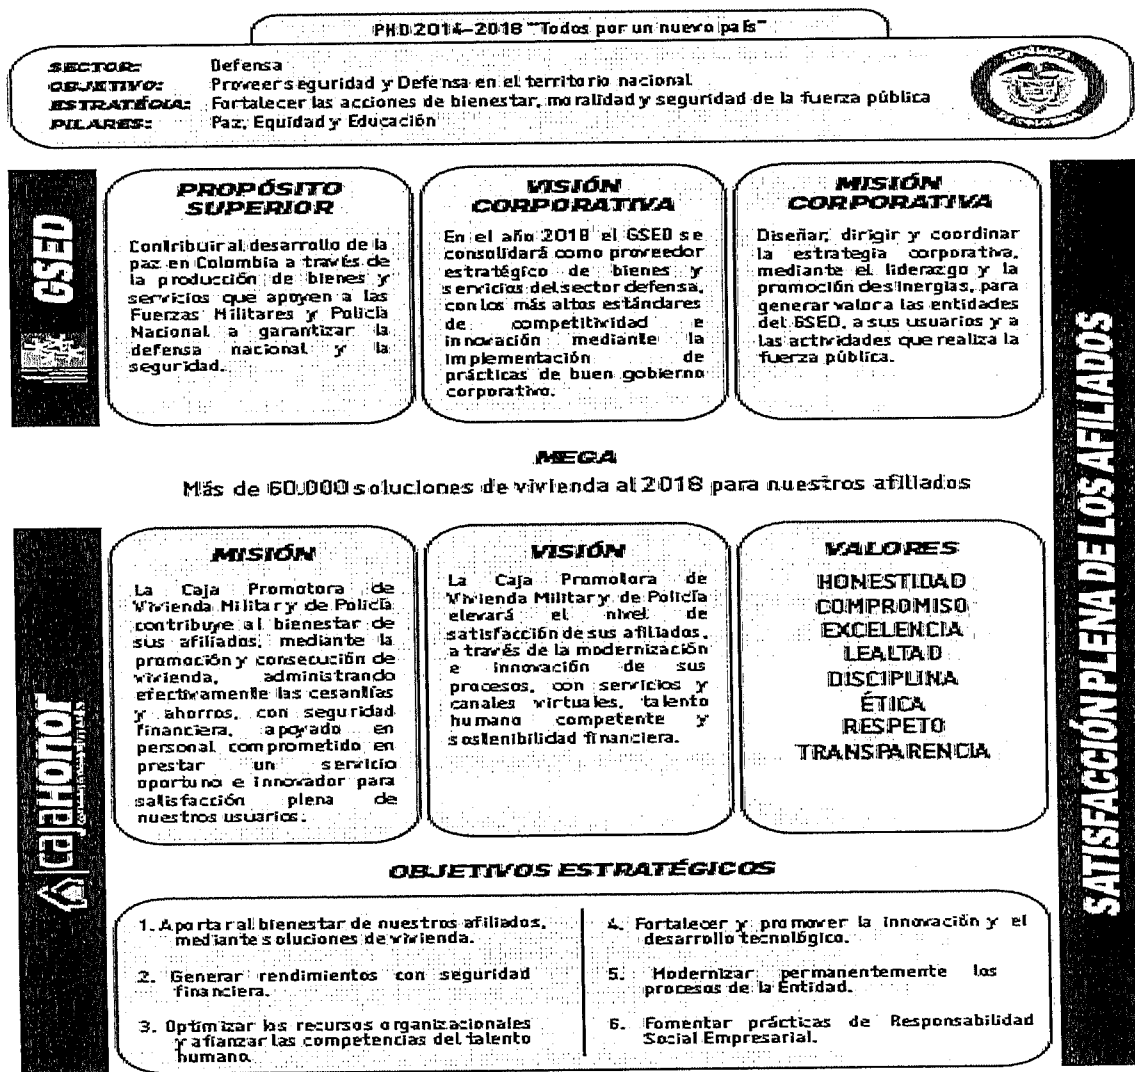 PND 2014-2018 "Todos por un nuevo país"
SECTOR: Defensa
OBJETIVO: Proveer seguridad y Defensa en el territorio nacional
ESTRATEGIA: Fortalecer las acciones de bienestar, moralidad y seguridad de la fuerza pública
PILARES: Paz, Equidad y Educación
GSED
PROPÓSITO
SUPERIOR
Contribuir al desarrollo de la
paz en Colombia a través de
la producción de bienes y
servicios que apoyen a las
Fuerzas Militares y Policía
Nacional a garantizar la
defensa nacional y la
seguridad.
VISIÓN
CORPORATIVA
En el año 2018 el GSED se
consolidará como proveedor
estratégico de bienes y
servicios del sector defensa,
con los más altos estándares
de competitividad e
innovación mediante la
implementación de
prácticas de buen gobierno
corporativo.
MISIÓN
CORPORATIVA
Diseñar, dirigir y coordinar
la estrategia corporativa,
mediante el liderazgo y la
promoción de sinergias, para
generar valor a las entidades
del GSED, a sus usuarios y a
las actividades que realiza la
fuerza pública.
SATISFACCIÓN PLENA DE LOS AFILIADOS
MEGA
Más de 60.000 soluciones de vivienda al 2018 para nuestros afiliados
cajaHonor
MISIÓN
La Caja Promotora de
Vivienda Militar y de Policía
contribuye al bienestar de
sus afiliados, mediante la
promoción y consecución de
vivienda, administrando
efectivamente las cesantías
y ahorros, con seguridad
financiera, apoyado en
personal comprometido en
prestar un servicio
oportuno e innovador para
satisfacción plena de
nuestros usuarios.
VISIÓN
La Caja Promotora de
Vivienda Militar y de Policía
elevará el nivel de
satisfacción de sus afiliados,
a través de la modernización
e innovación de sus
procesos, con servicios y
canales virtuales, talento
humano competente y
sostenibilidad financiera.
VALORES
HONESTIDAD
COMPROMISO
EXCELENCIA
LEALTAD
DISCIPLINA
ÉTICA
RESPETO
TRANSPARENCIA
OBJETIVOS ESTRATÉGICOS
1. Aportar al bienestar de nuestros afiliados,
mediante soluciones de vivienda.
2. Generar rendimientos con seguridad
financiera.
3. Optimizar los recursos organizacionales
y afianzar las competencias del talento
humano.
4. Fortalecer y promover la innovación y el
desarrollo tecnológico.
5. Modernizar permanentemente los
procesos de la Entidad.
6. Fomentar prácticas de Responsabilidad
Social Empresarial.